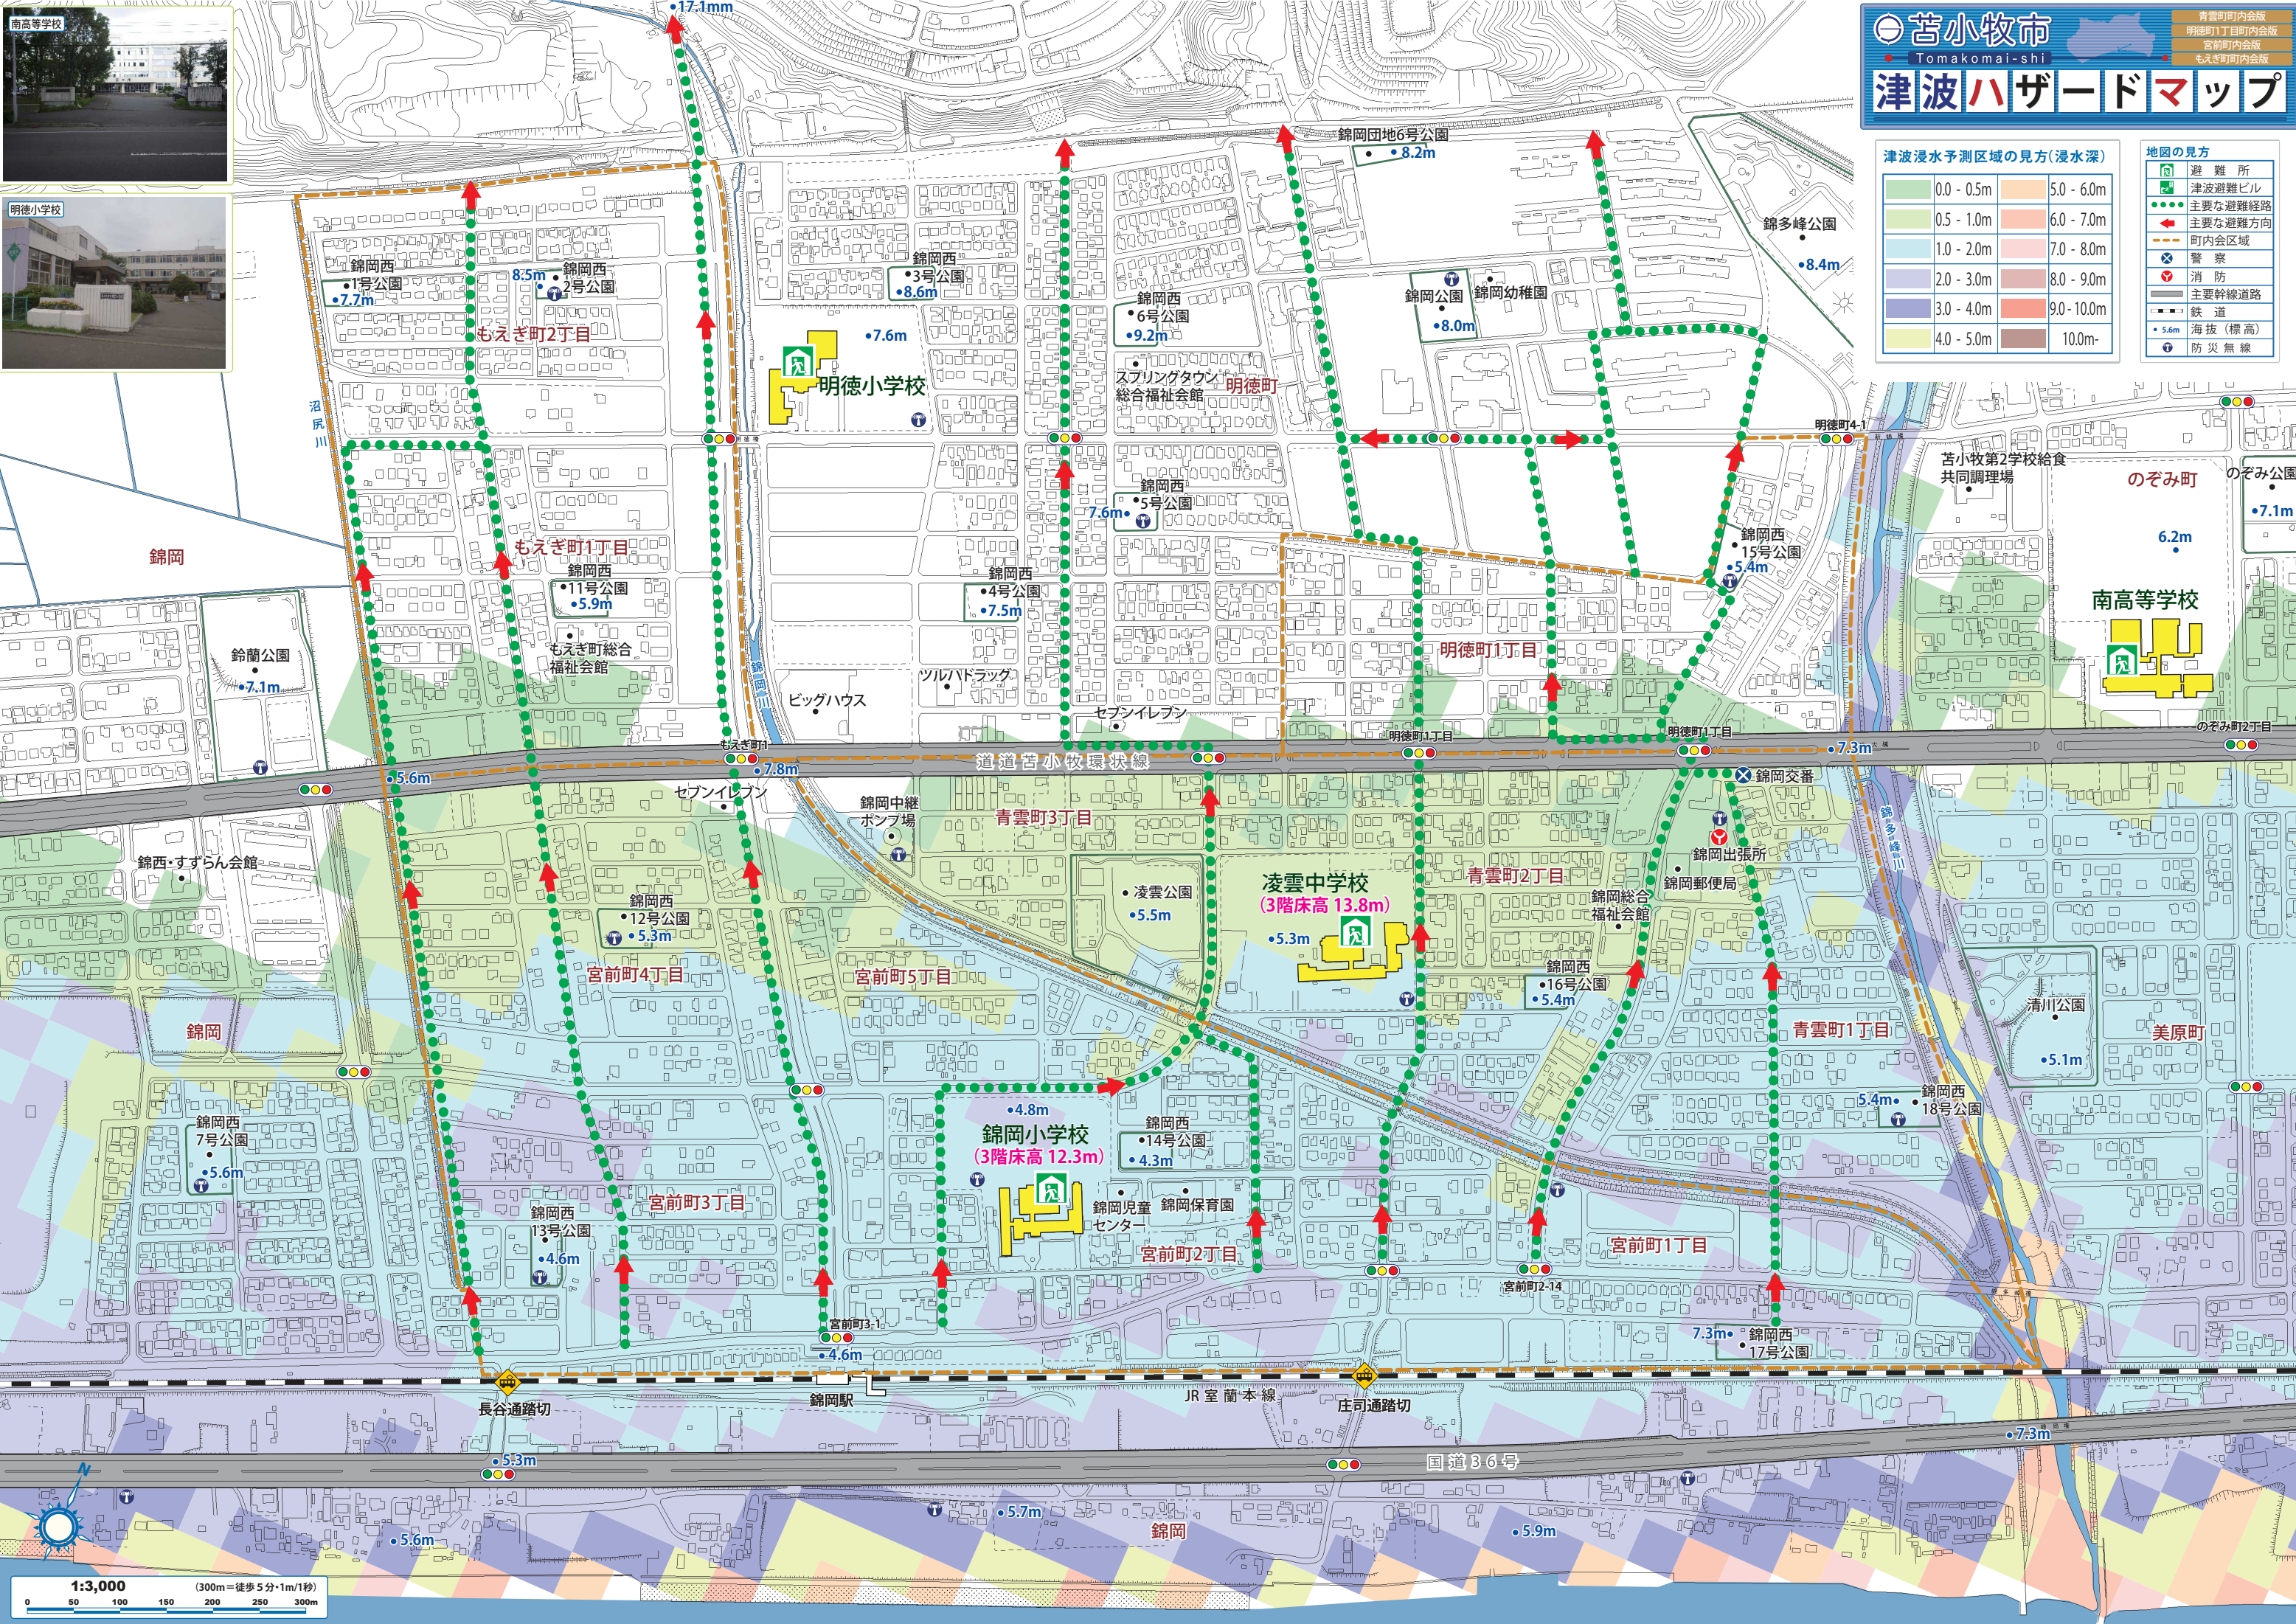 南高等学校
明徳小学校
苫小牧市
Tomakomai-shi
青雲町町内会版
明徳町1丁目町内会版
宮前町内会版
もえぎ町町内会版
津波ハザードマップ
津波浸水予測区域の見方(浸水深)
0.0 - 0.5m
5.0 - 6.0m
0.5 - 1.0m
6.0 - 7.0m
1.0 - 2.0m
7.0 - 8.0m
2.0 - 3.0m
8.0 - 9.0m
3.0 - 4.0m
9.0 - 10.0m
4.0 - 5.0m
10.0m-
地図の見方
避難所
津波避難ビル
主要な避難経路
主要な避難方向
町内会区域
警察
消防
主要幹線道路
鉄道
5.6m 海抜(標高)
防災無線
17.1mm
錦岡団地6号公園
8.2m
錦多峰公園
8.4m
錦岡西
1号公園
7.7m
8.5m
錦岡西
2号公園
もえぎ町2丁目
錦岡西
3号公園
8.6m
7.6m
明徳小学校
錦岡西
6号公園
9.2m
スプリングタウン
総合福祉会館
明徳町
錦岡公園
8.0m
錦岡幼稚園
沼尻川
明徳町4-1
苫小牧第2学校給食
共同調理場
のぞみ町
のぞみ公園
7.1m
6.2m
錦岡西
5号公園
7.6m
錦岡西
15号公園
5.4m
錦岡
もえぎ町1丁目
錦岡西
11号公園
5.9m
もえぎ町総合
福祉会館
錦岡西
4号公園
7.5m
南高等学校
鈴蘭公園
7.1m
錦岡川
ビッグハウス
ツルハドラッグ
セブンイレブン
明徳町1丁目
明徳町1丁目
明徳町1丁目
のぞみ町2丁目
もえぎ町1
7.8m
5.6m
道道苫小牧環状線
7.3m
セブンイレブン
錦岡中継
ポンプ場
青雲町3丁目
錦岡交番
錦岡出張所
錦岡郵便局
錦多峰川
錦西・すずらん会館
凌雲公園
5.5m
凌雲中学校
(3階床高 13.8m)
5.3m
青雲町2丁目
錦岡総合
福祉会館
錦岡西
12号公園
5.3m
宮前町4丁目
宮前町5丁目
錦岡西
16号公園
5.4m
錦岡
青雲町1丁目
清川公園
5.1m
美原町
錦岡西
7号公園
5.6m
4.8m
錦岡小学校
(3階床高 12.3m)
錦岡西
14号公園
4.3m
5.4m
錦岡西
18号公園
錦岡西
13号公園
4.6m
宮前町3丁目
錦岡児童
センター
錦岡保育園
宮前町2丁目
宮前町1丁目
宮前町2-14
宮前町3-1
4.6m
7.3m
錦岡西
17号公園
長谷通踏切
錦岡駅
JR室蘭本線
庄司通踏切
5.3m
国道36号
7.3m
N
5.6m
5.7m
錦岡
5.9m
1:3,000
(300m=徒歩5分・1m/1秒)
0 50 100 150 200 250 300m